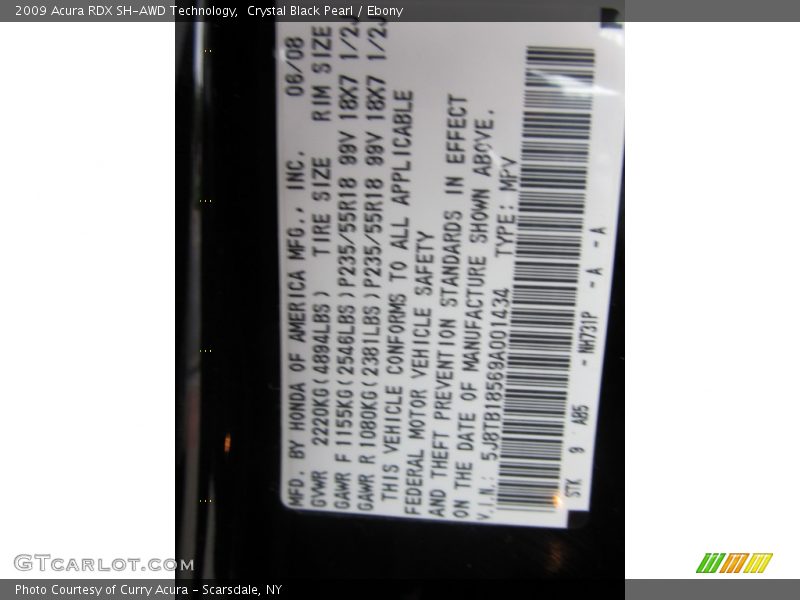 2009 Acura RDX SH-AWD Technology,  Crystal Black Pearl / Ebony
MFD. BY HONDA OF AMERICA MFG., INC. 06/08
GVWR 2220KG(4894LBS) TIRE SIZE RIM SIZE
GAWR F 1155KG(2546LBS)P235/55R18 99V 18X7 1/2J
GAWR R 1080KG(2381LBS)P235/55R18 99V 18X7 1/2J
THIS VEHICLE CONFORMS TO ALL APPLICABLE
FEDERAL MOTOR VEHICLE SAFETY
AND THEFT PREVENTION STANDARDS IN EFFECT
ON THE DATE OF MANUFACTURE SHOWN ABOVE.
V.I.N.: 5J8TB18569A001434 TYPE: MPV
STK 9 A85 - NH731P - A - A
GTCarlot.com
Photo Courtesy of Curry Acura - Scarsdale, NY